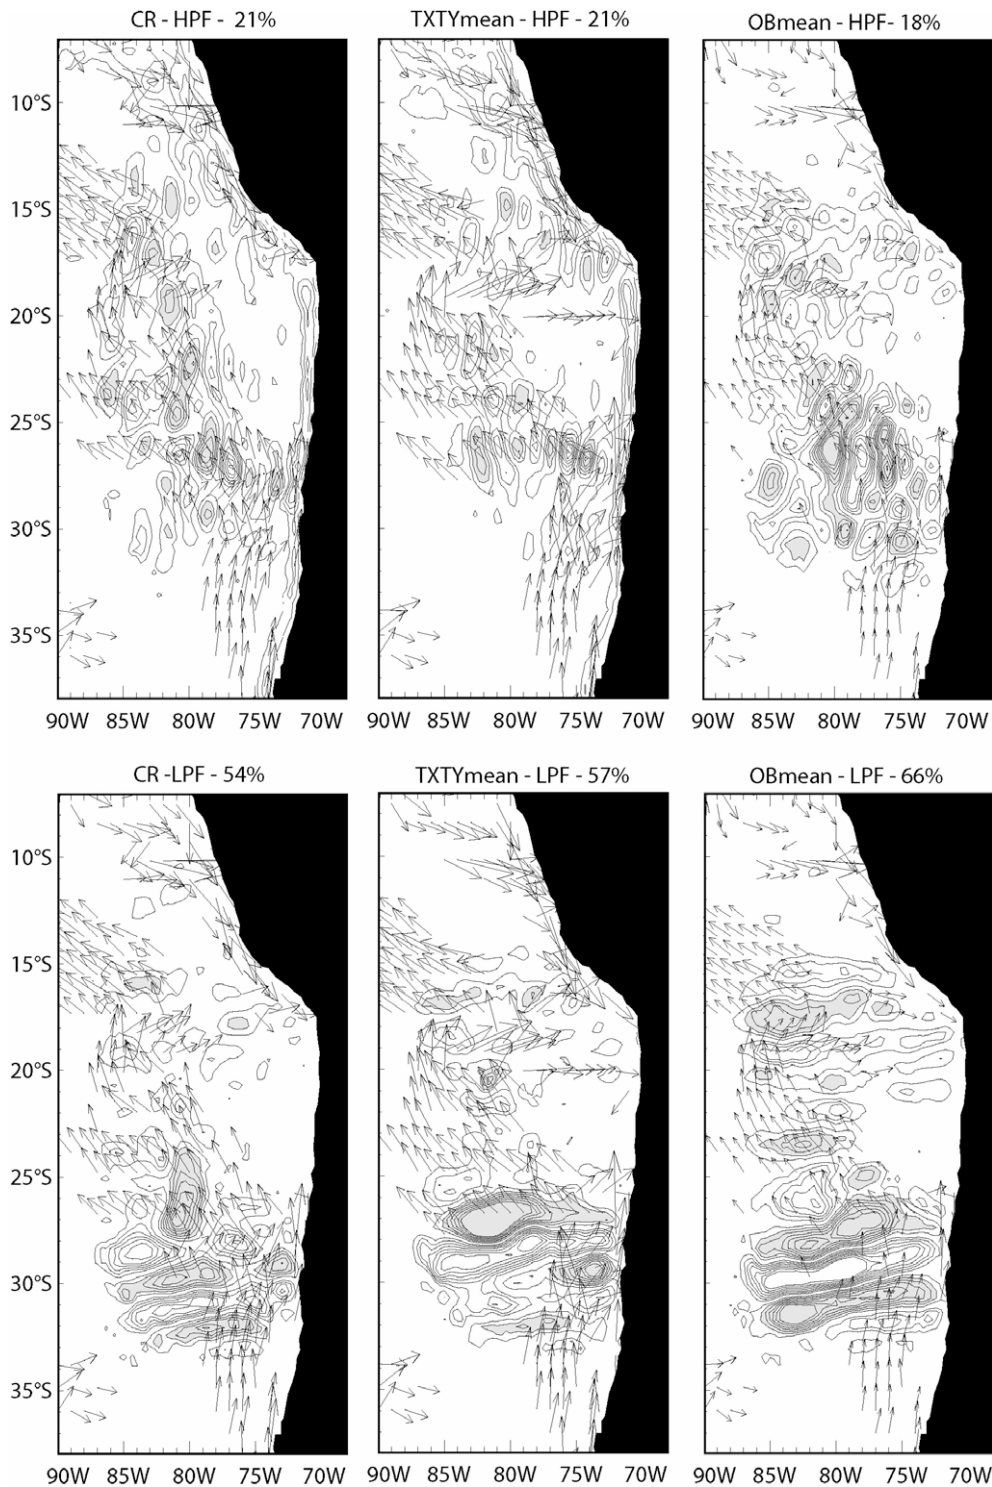 CR - HPF - 21%
TXTYmean - HPF - 21%
OBmean - HPF- 18%
10°S
15°S
20°S
25°S
30°S
35°S
90W 85W 80W 75W 70W
90W 85W 80W 75W 70W
90W 85W 80W 75W 70W
CR -LPF - 54%
TXTYmean - LPF - 57%
OBmean - LPF - 66%
10°S
15°S
20°S
25°S
30°S
35°S
90W 85W 80W 75W 70W
90W 85W 80W 75W 70W
90W 85W 80W 75W 70W